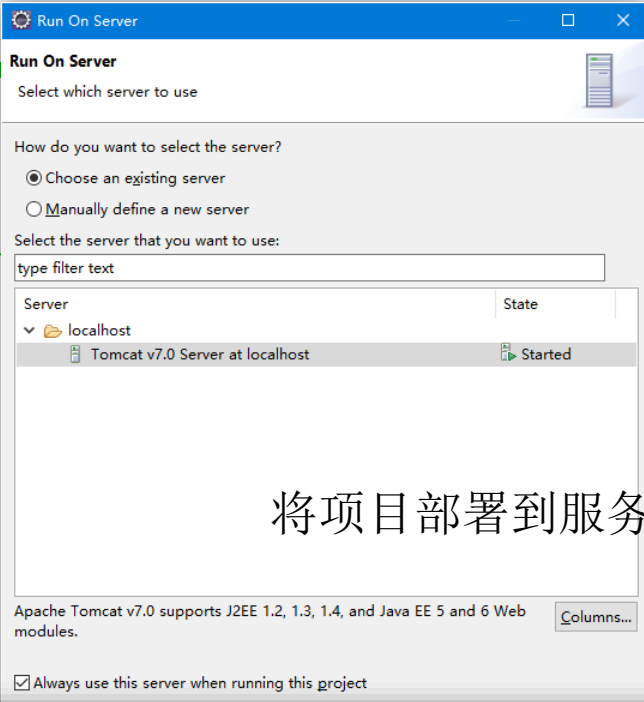 Run On Server
Run On Server
Select which server to use
How do you want to select the server?
Choose an existing server
Manually define a new server
Select the server that you want to use:
type filter text
Server State
localhost
Tomcat v7.0 Server at localhost Started
将项目部署到服务
Apache Tomcat v7.0 supports J2EE 1.2, 1.3, 1.4, and Java EE 5 and 6 Web
modules.
Columns...
Always use this server when running this project